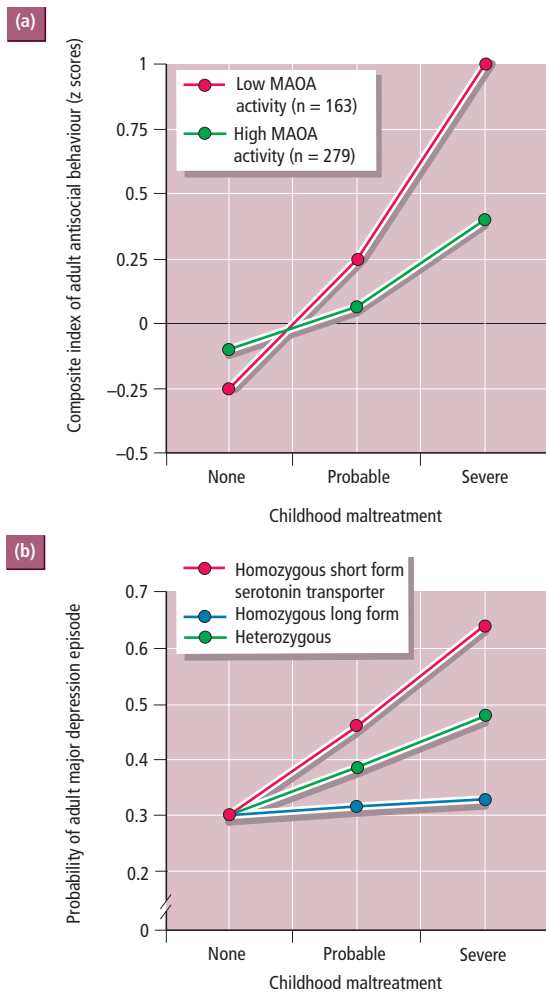 (a)
Composite index of adult antisocial behaviour (z scores)
1
0.75
0.5
0.25
0
−0.25
−0.5
Low MAOA
activity (n = 163)
High MAOA
activity (n = 279)
None
Probable
Severe
Childhood maltreatment
(b)
Probability of adult major depression episode
0.7
0.6
0.5
0.4
0.3
0.2
0
Homozygous short form
serotonin transporter
Homozygous long form
Heterozygous
None
Probable
Severe
Childhood maltreatment